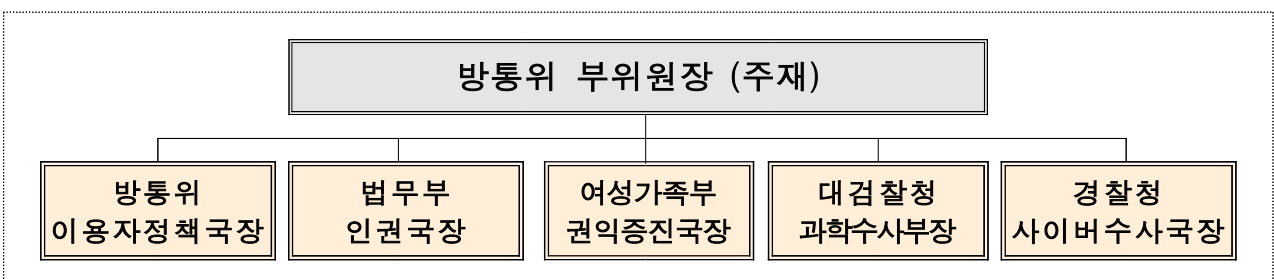 방통위 부위원장 (주재)
방통위
이용자정책국장
법무부
인권국장
여성가족부
권익증진국장
대검찰청
과학수사부장
경찰청
사이버수사국장